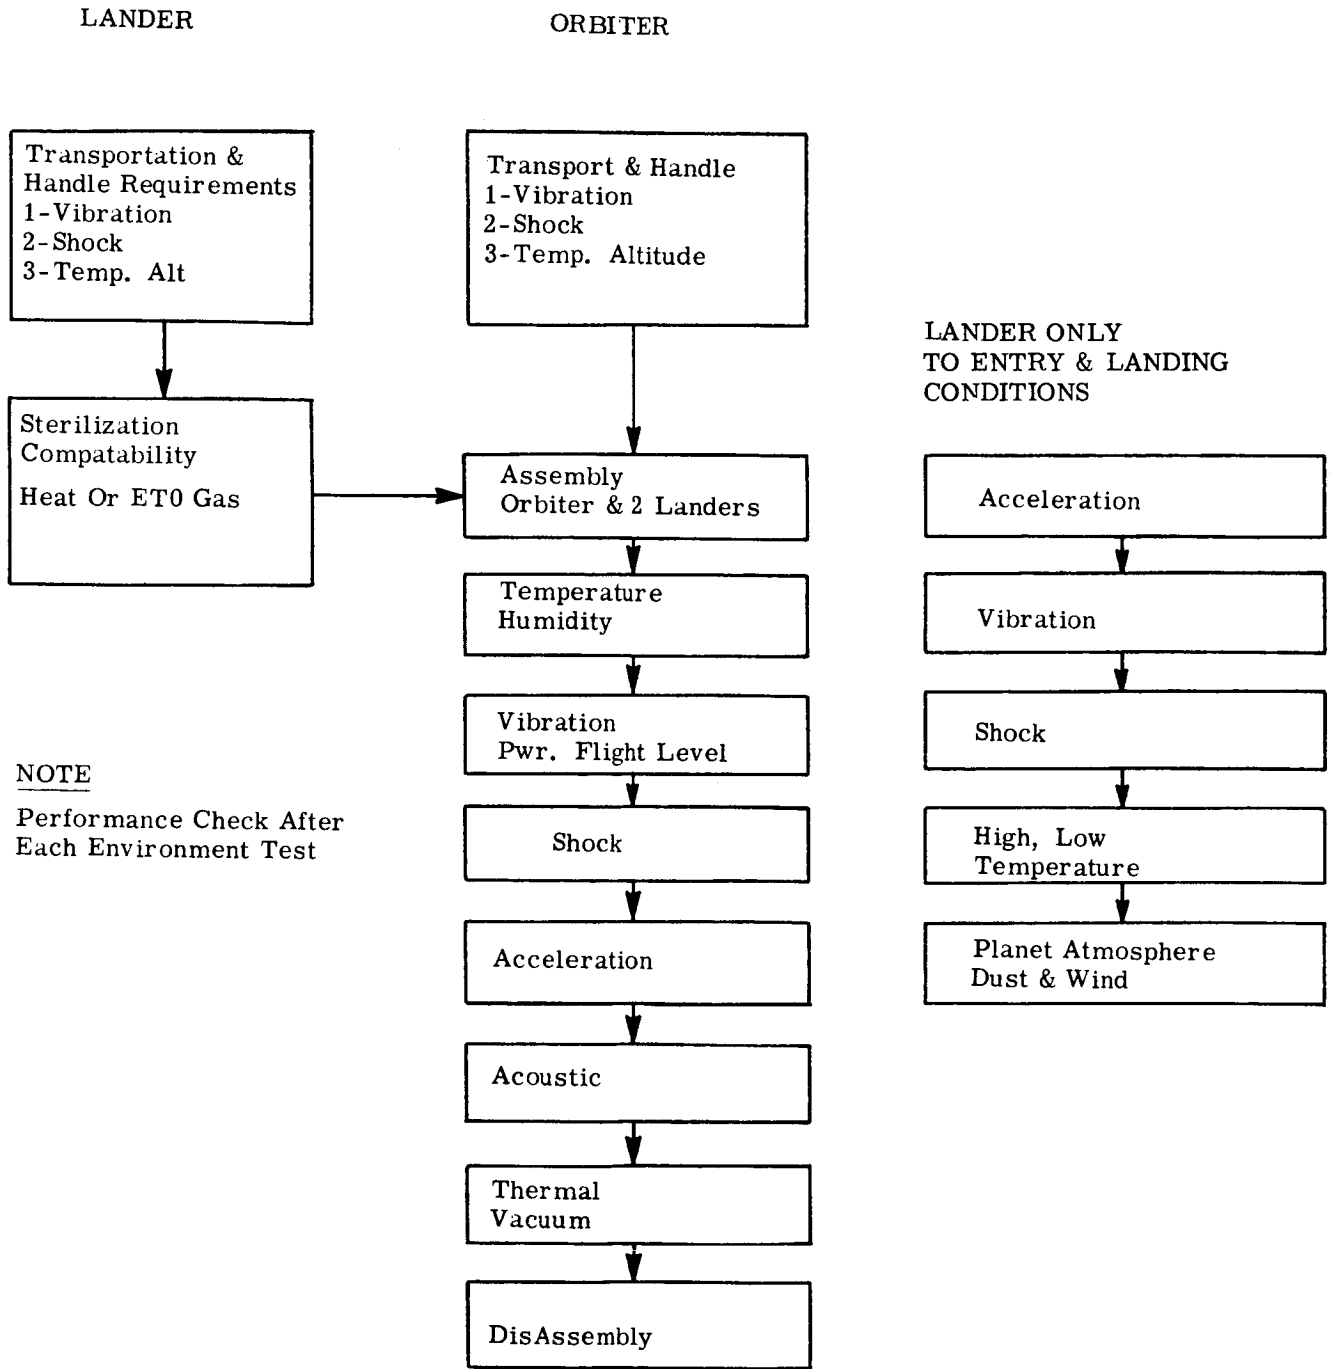 LANDER
ORBITER
Transportation &
Handle Requirements
1-Vibration
2-Shock
3-Temp. Alt
Transport & Handle
1-Vibration
2-Shock
3-Temp. Altitude
LANDER ONLY
TO ENTRY & LANDING
CONDITIONS
Sterilization
Compatability
Heat Or ET0 Gas
Assembly
Orbiter & 2 Landers
Temperature
Humidity
Vibration
Pwr. Flight Level
Shock
Acceleration
Acoustic
Thermal
Vacuum
DisAssembly
Acceleration
Vibration
Shock
High, Low
Temperature
Planet Atmosphere
Dust & Wind
NOTE
Performance Check After
Each Environment Test